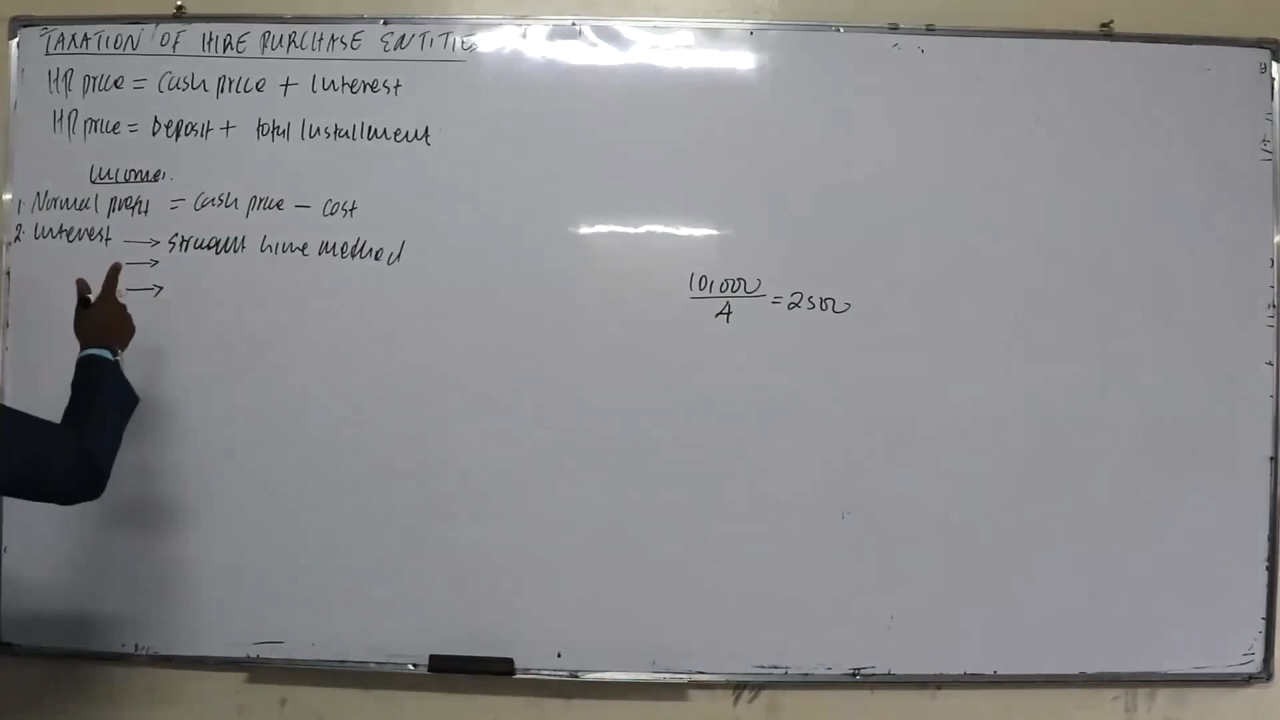 TAXATION OF HIRE PURCHASE ENTITIES
HP price = Cash price + Interest
HP price = Deposit + total Installment
Income.
1. Normal profit = Cash price - cost
2. Interest → Straight line method
→
→
10,000
4
= 2500